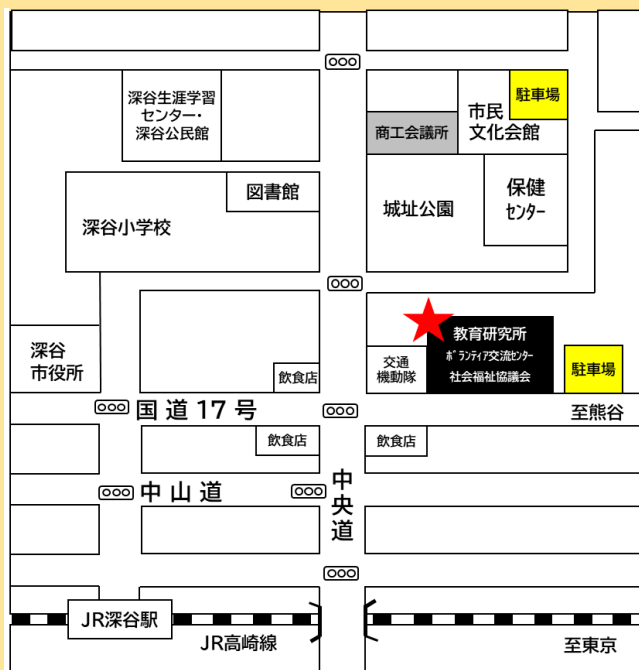 深谷生涯学習
センター・
深谷公民館
駐車場
市民
文化会館
商工会議所
図書館
深谷小学校
城址公園
保健
ｾﾝﾀｰ
深谷
市役所
教育研究所
ﾎﾞﾗﾝﾃｨｱ交流ｾﾝﾀｰ
社会福祉協議会
交通
機動隊
駐車場
飲食店
国道17号
至熊谷
飲食店
飲食店
中山道
中
央
道
JR深谷駅
JR高崎線
至東京